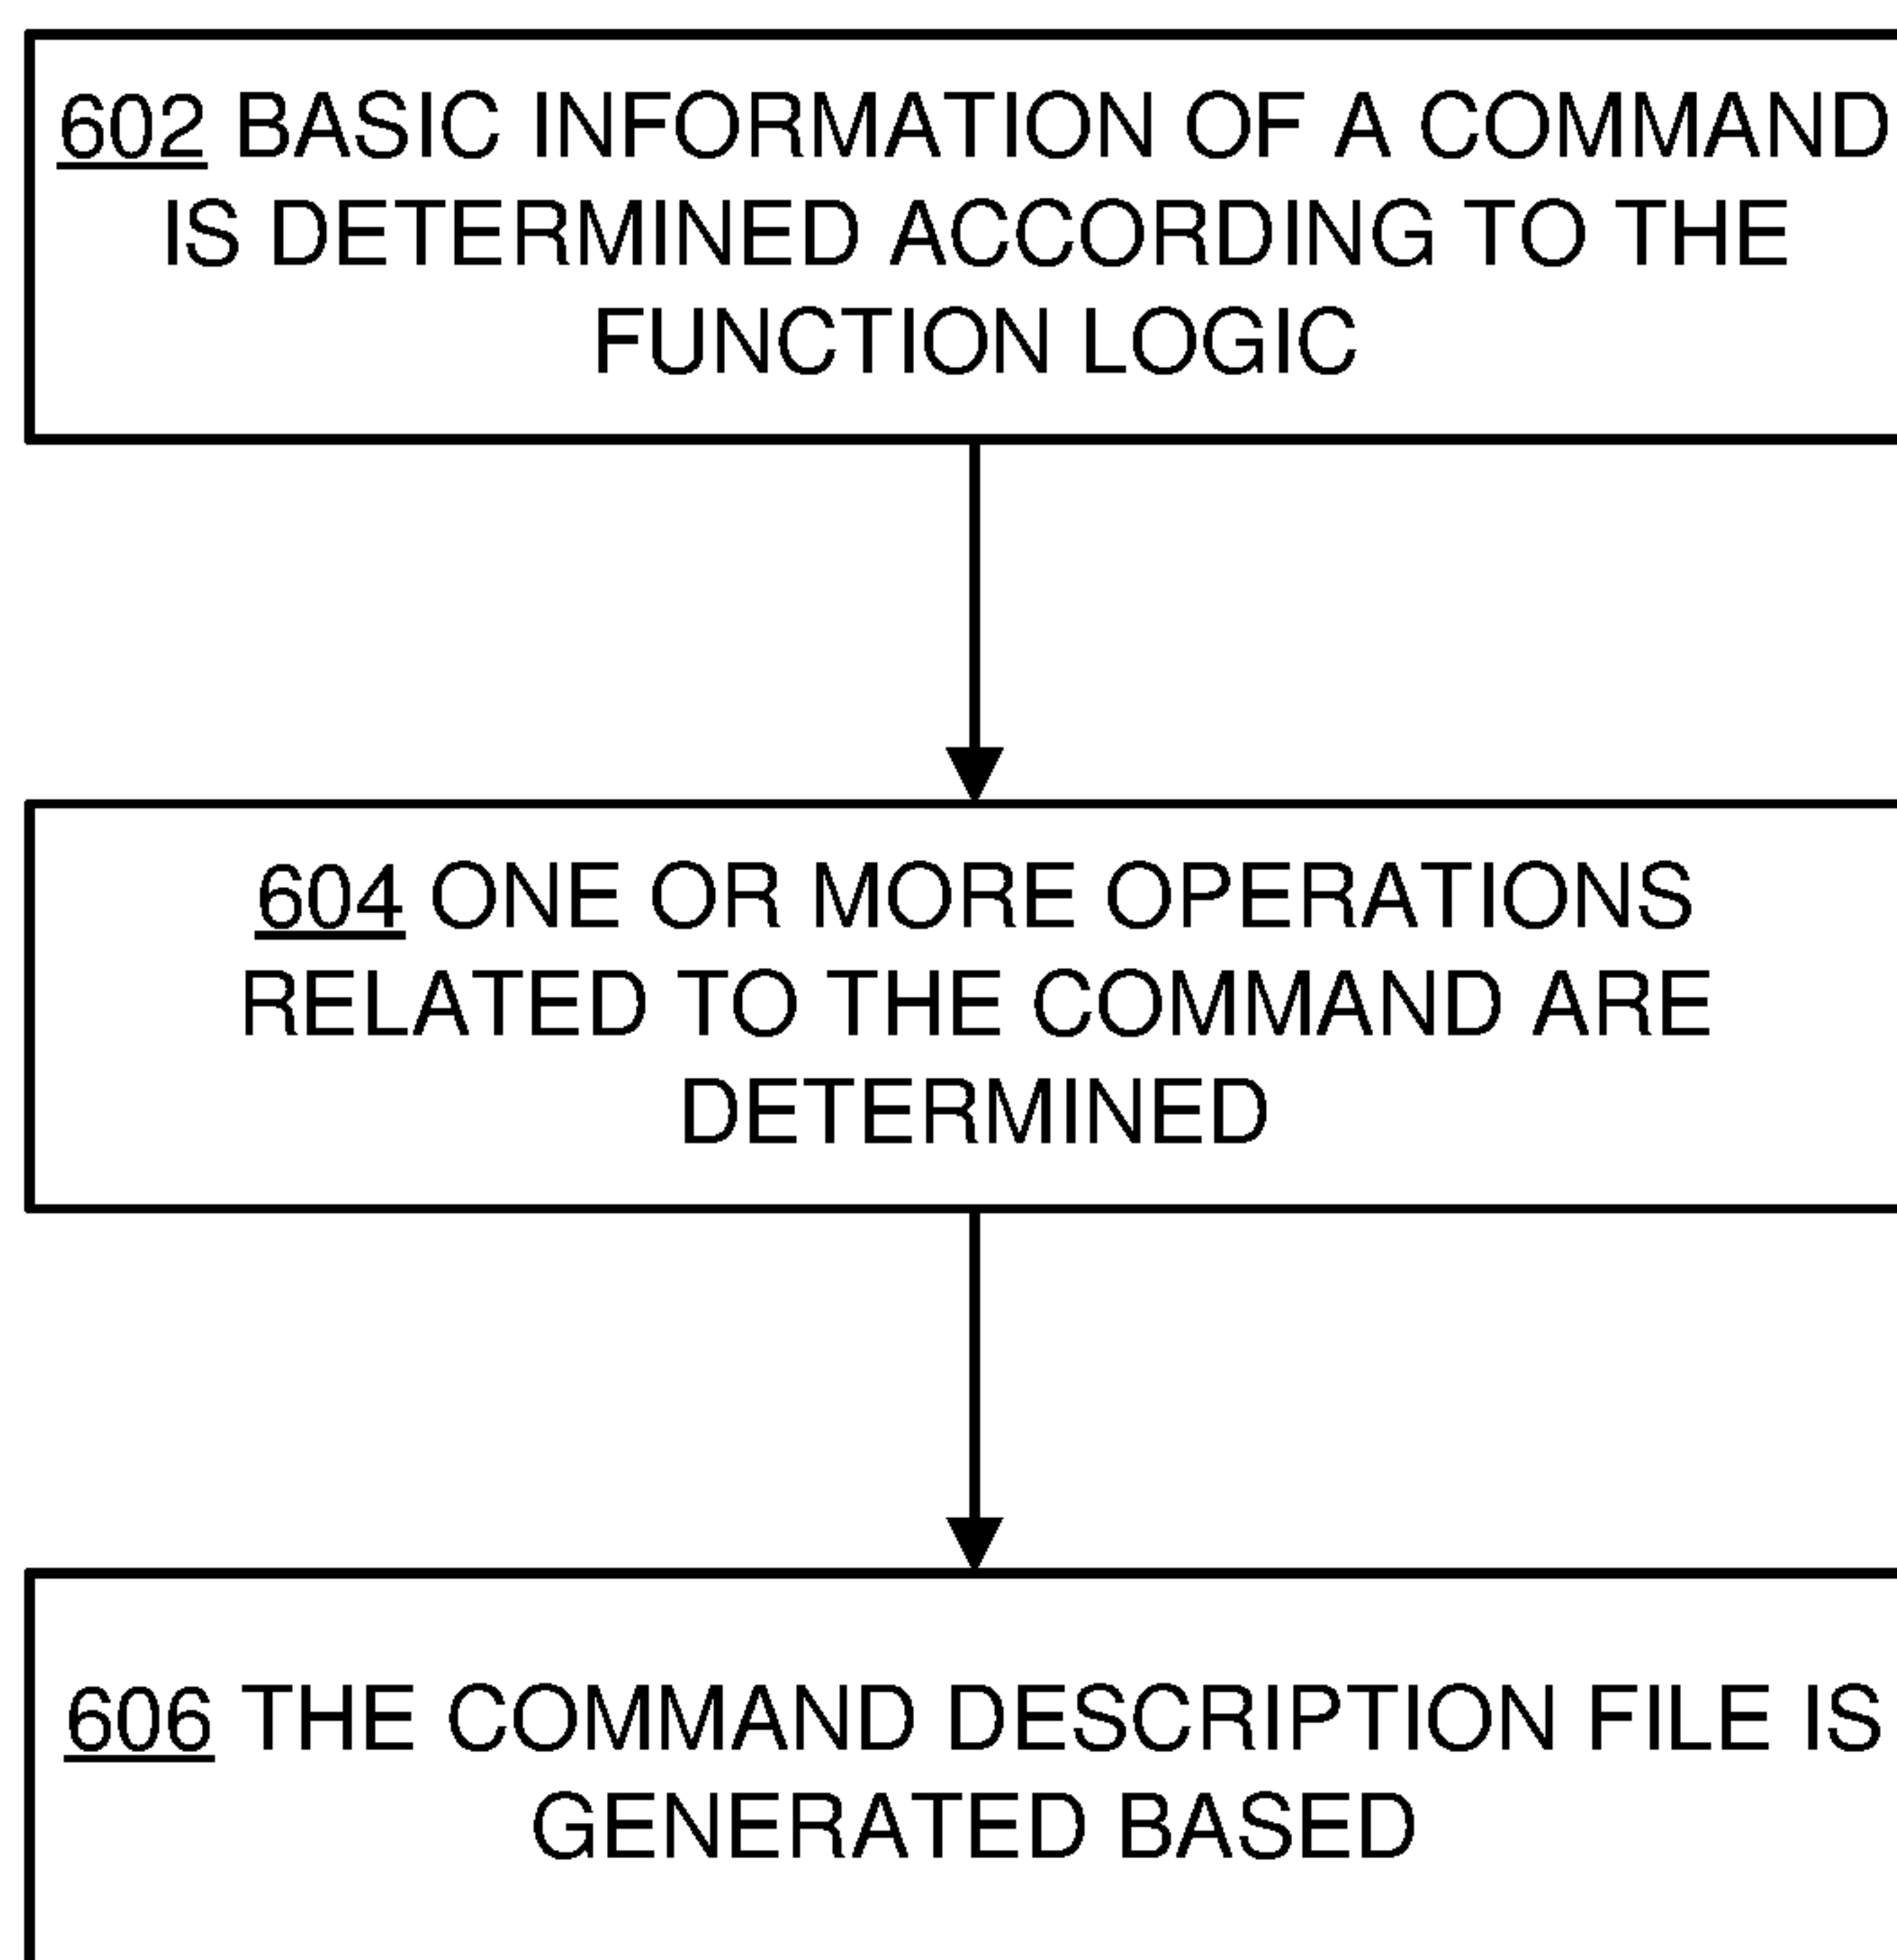 602 BASIC INFORMATION OF A COMMAND
IS DETERMINED ACCORDING TO THE
FUNCTION LOGIC
604 ONE OR MORE OPERATIONS
RELATED TO THE COMMAND ARE
DETERMINED
606 THE COMMAND DESCRIPTION FILE IS
GENERATED BASED